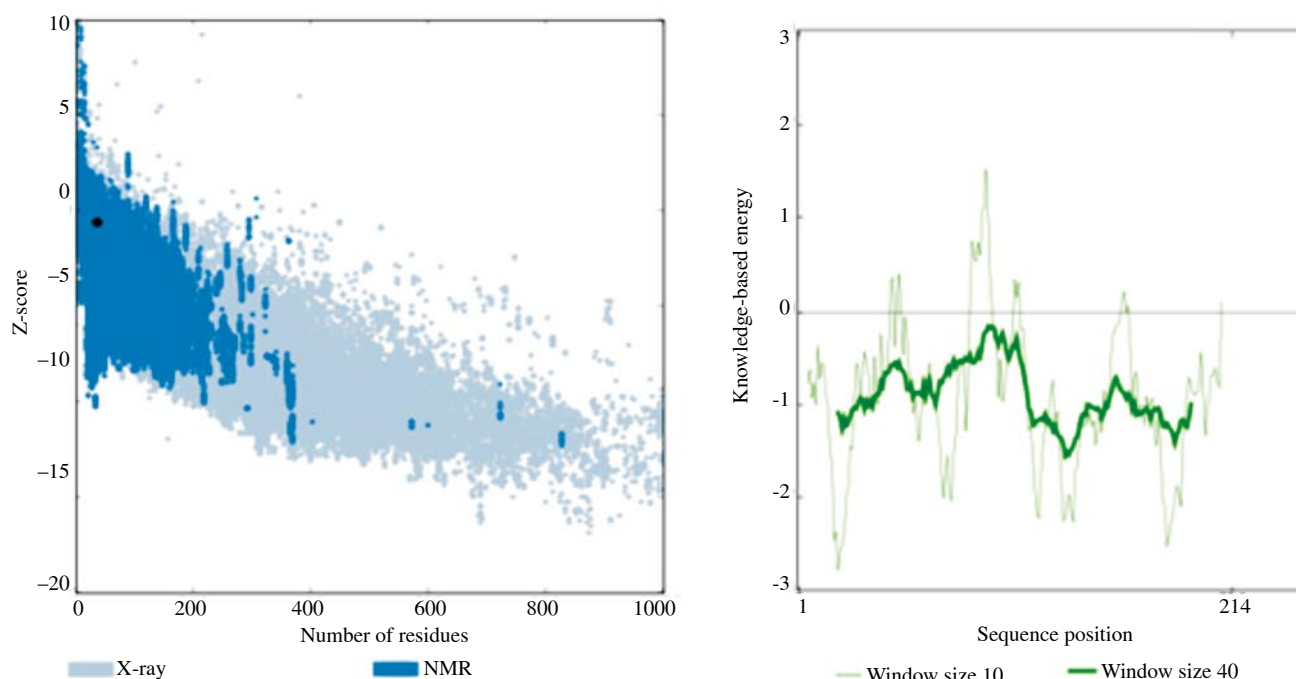 10
5
0
–5
–10
–15
–20
Z-score
0 200 400 600 800 1000
Number of residues
X-ray NMR
3
2
1
0
-1
-2
-3
Knowledge-based energy
1 214
Sequence position
Window size 10 Window size 40